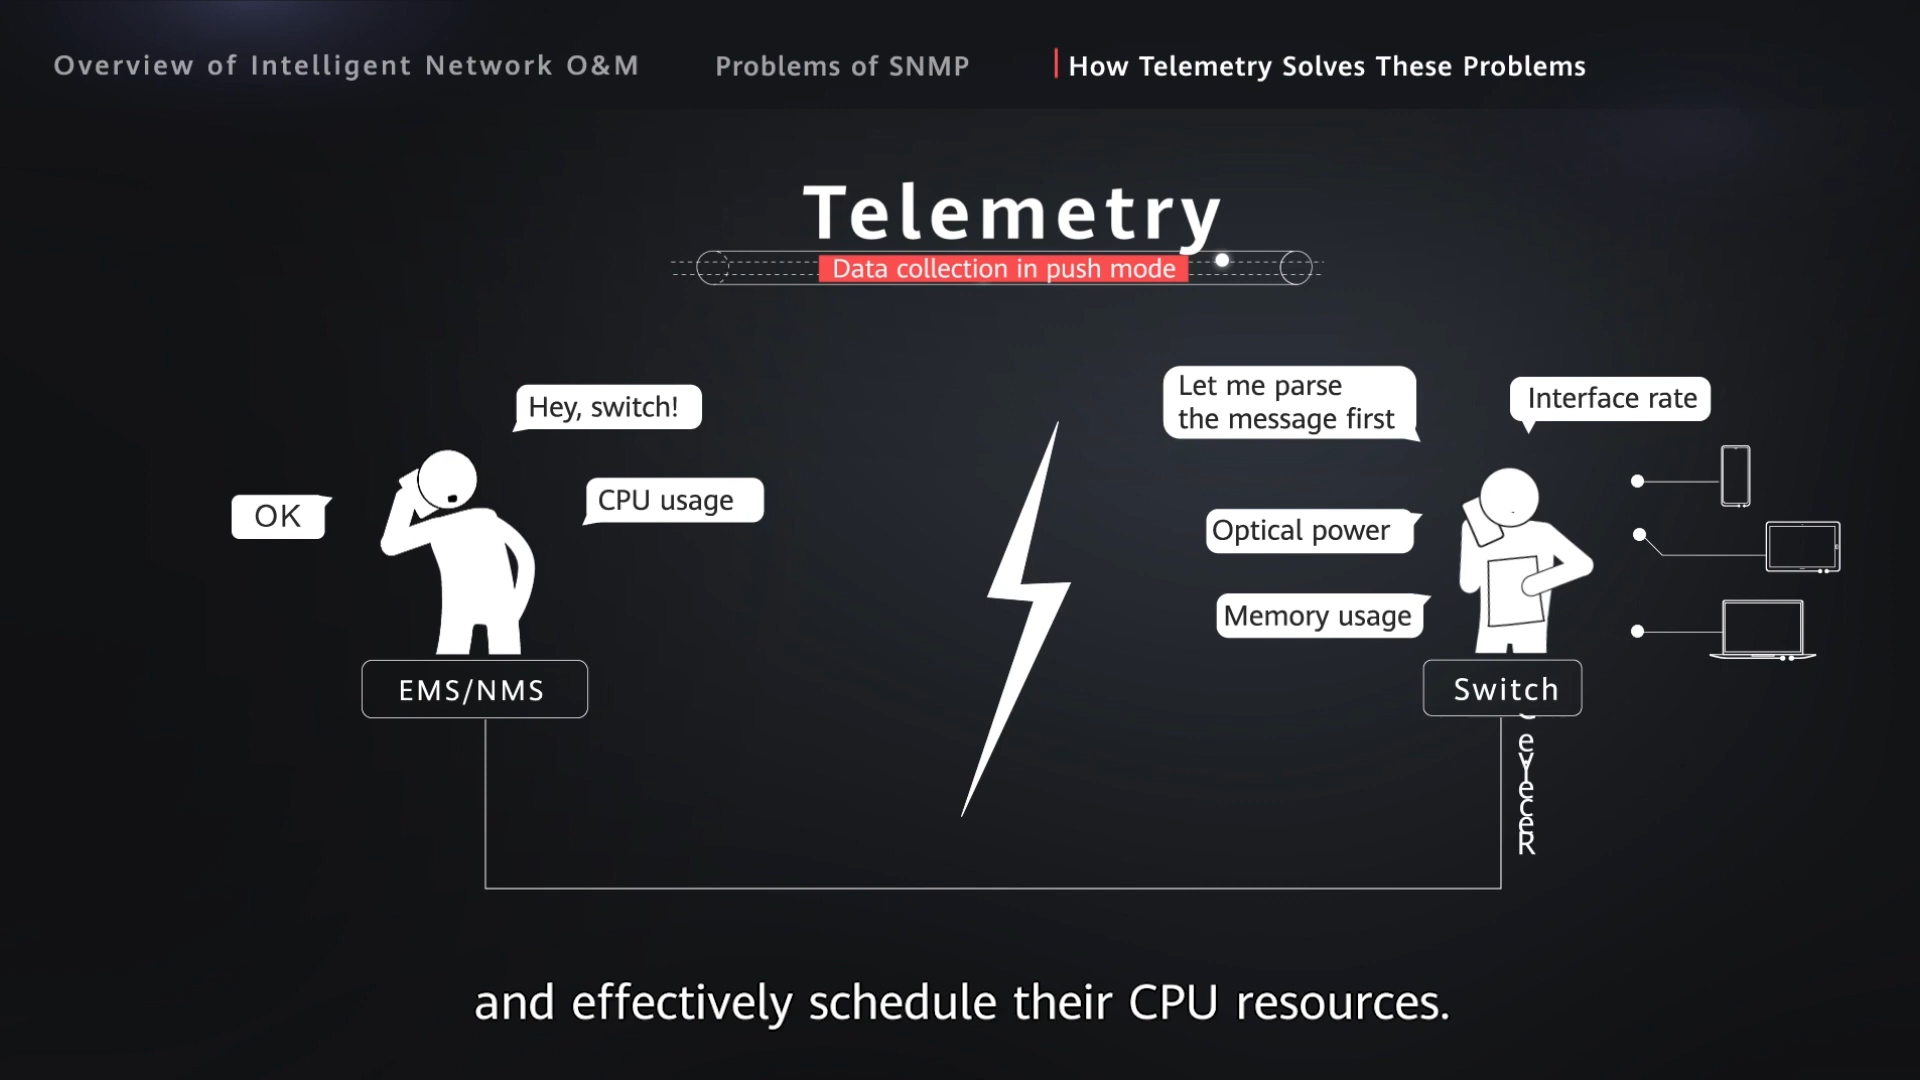 Overview of Intelligent Network O&M
Problems of SNMP
How Telemetry Solves These Problems
Telemetry
Data collection in push mode
Hey, switch!
CPU usage
OK
Let me parse
the message first
Interface rate
Optical power
Memory usage
EMS/NMS
Switch
and effectively schedule their CPU resources.